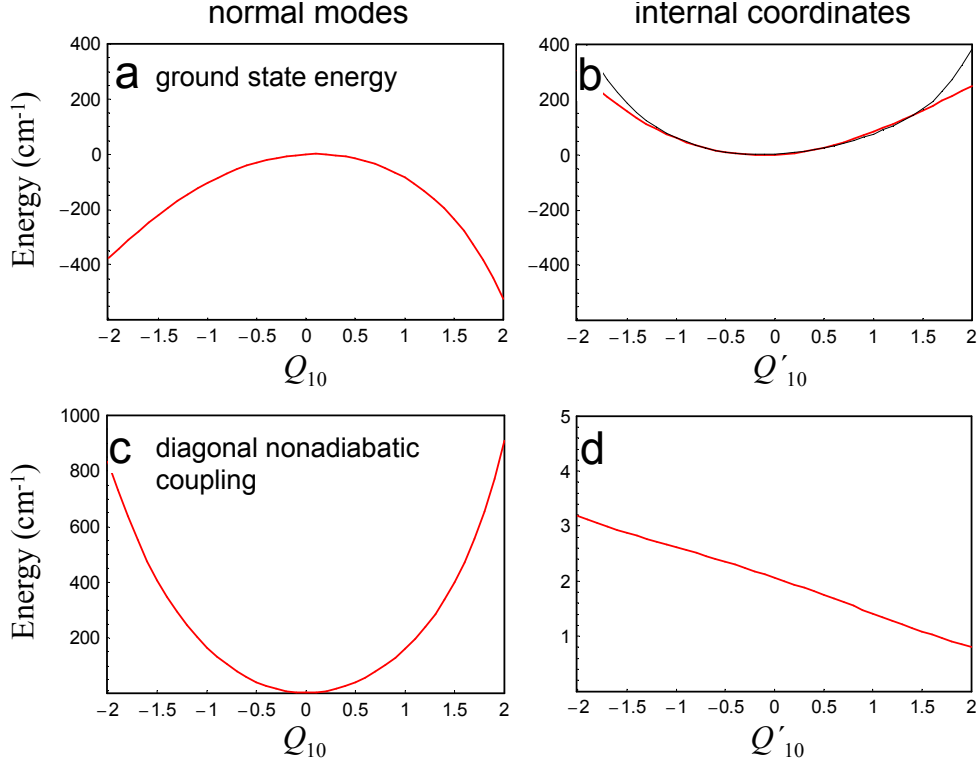 normal modes
internal coordinates
a ground state energy
Energy (cm⁻¹)
400
200
0
−200
−400
−2 −1.5 −1 −0.5 0 0.5 1 1.5 2
Q₁₀
b
400
200
0
−200
−400
−2 −1.5 −1 −0.5 0 0.5 1 1.5 2
Q′₁₀
c diagonal nonadiabatic
coupling
Energy (cm⁻¹)
1000
800
600
400
200
−2 −1.5 −1 −0.5 0 0.5 1 1.5 2
Q₁₀
d
5
4
3
2
1
−2 −1.5 −1 −0.5 0 0.5 1 1.5 2
Q′₁₀